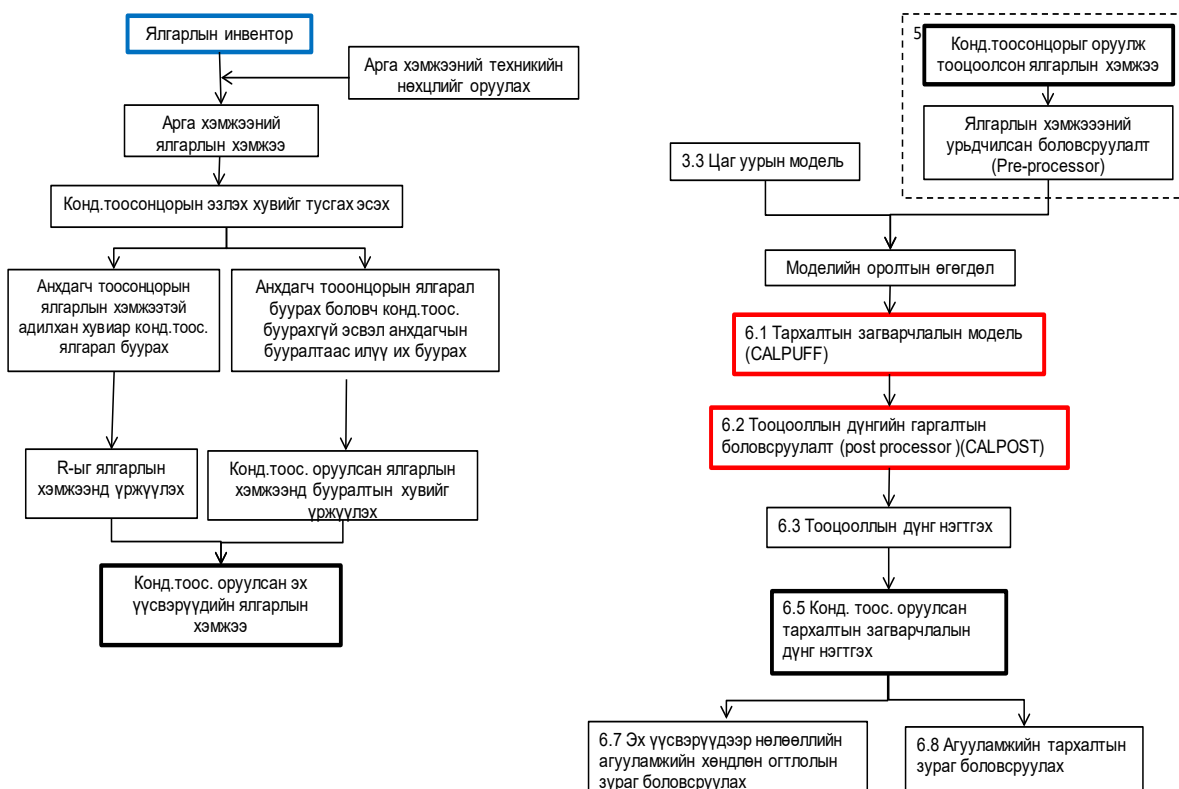 Ялгарлын инвентор
Арга хэмжээний техникийн
нөхцлийг оруулах
Арга хэмжээний
ялгарлын хэмжээ
Конд.тоосонцорын эзлэх хувийг тусгах эсэх
Анхдагч тоосонцорын
ялгарлын хэмжээтэй
адилхан хувиар конд.тоос.
ялгарал буурах
Анхдагч тооонцорын ялгарал
буурах боловч конд.тоос.
буурахгүй эсвэл анхдагчын
бууралтаас илүү их буурах
R-ыг ялгарлын
хэмжээнд үржүүлэх
Конд.тоос. оруулсан ялгарлын
хэмжээнд бууралтын хувийг
үржүүлэх
Конд.тоос. оруулсан эх
үүсвэрүүдийн ялгарлын
хэмжээ
5
Конд.тоосонцорыг оруулж
тооцоолсон ялгарлын хэмжээ
Ялгарлын хэмжэээний
урьдчилсан боловсруулалт
(Pre-processor)
3.3 Цаг уурын модель
Моделийн оролтын өгөгдөл
6.1 Тархалтын загварчлалын модель
(CALPUFF)
6.2 Тооцооллын дүнгийн гаргалтын
боловсруулалт (post processor )(CALPOST)
6.3 Тооцооллын дүнг нэгтгэх
6.5 Конд. тоос. оруулсан
тархалтын загварчлалын
дүнг нэгтгэх
6.7 Эх үүсвэрүүдээр нөлөөллийн
агууламжийн хөндлөн огтлолын
зураг боловсруулах
6.8 Агууламжийн тархалтын
зураг боловсруулах